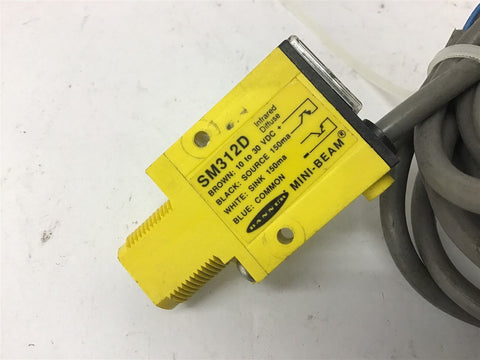 SM312D
Infrared
Diffuse
BROWN: 10 to 30 VDC +
BLACK: SOURCE 150ma
WHITE: SINK 150ma
BLUE: COMMON
BANNER
MINI-BEAM®